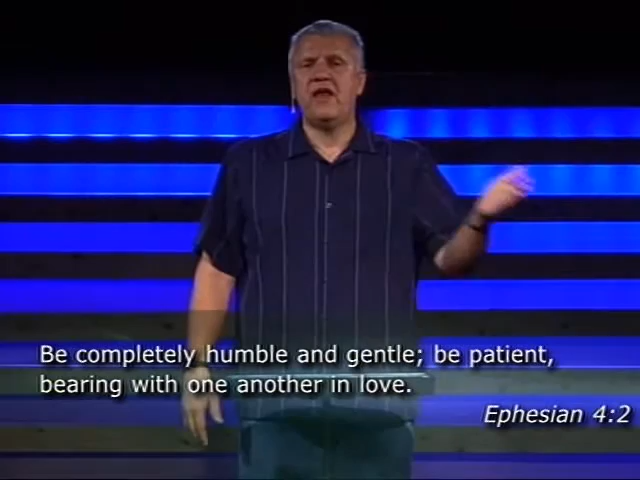 Be completely humble and gentle; be patient,
bearing with one another in love.
Ephesian 4:2